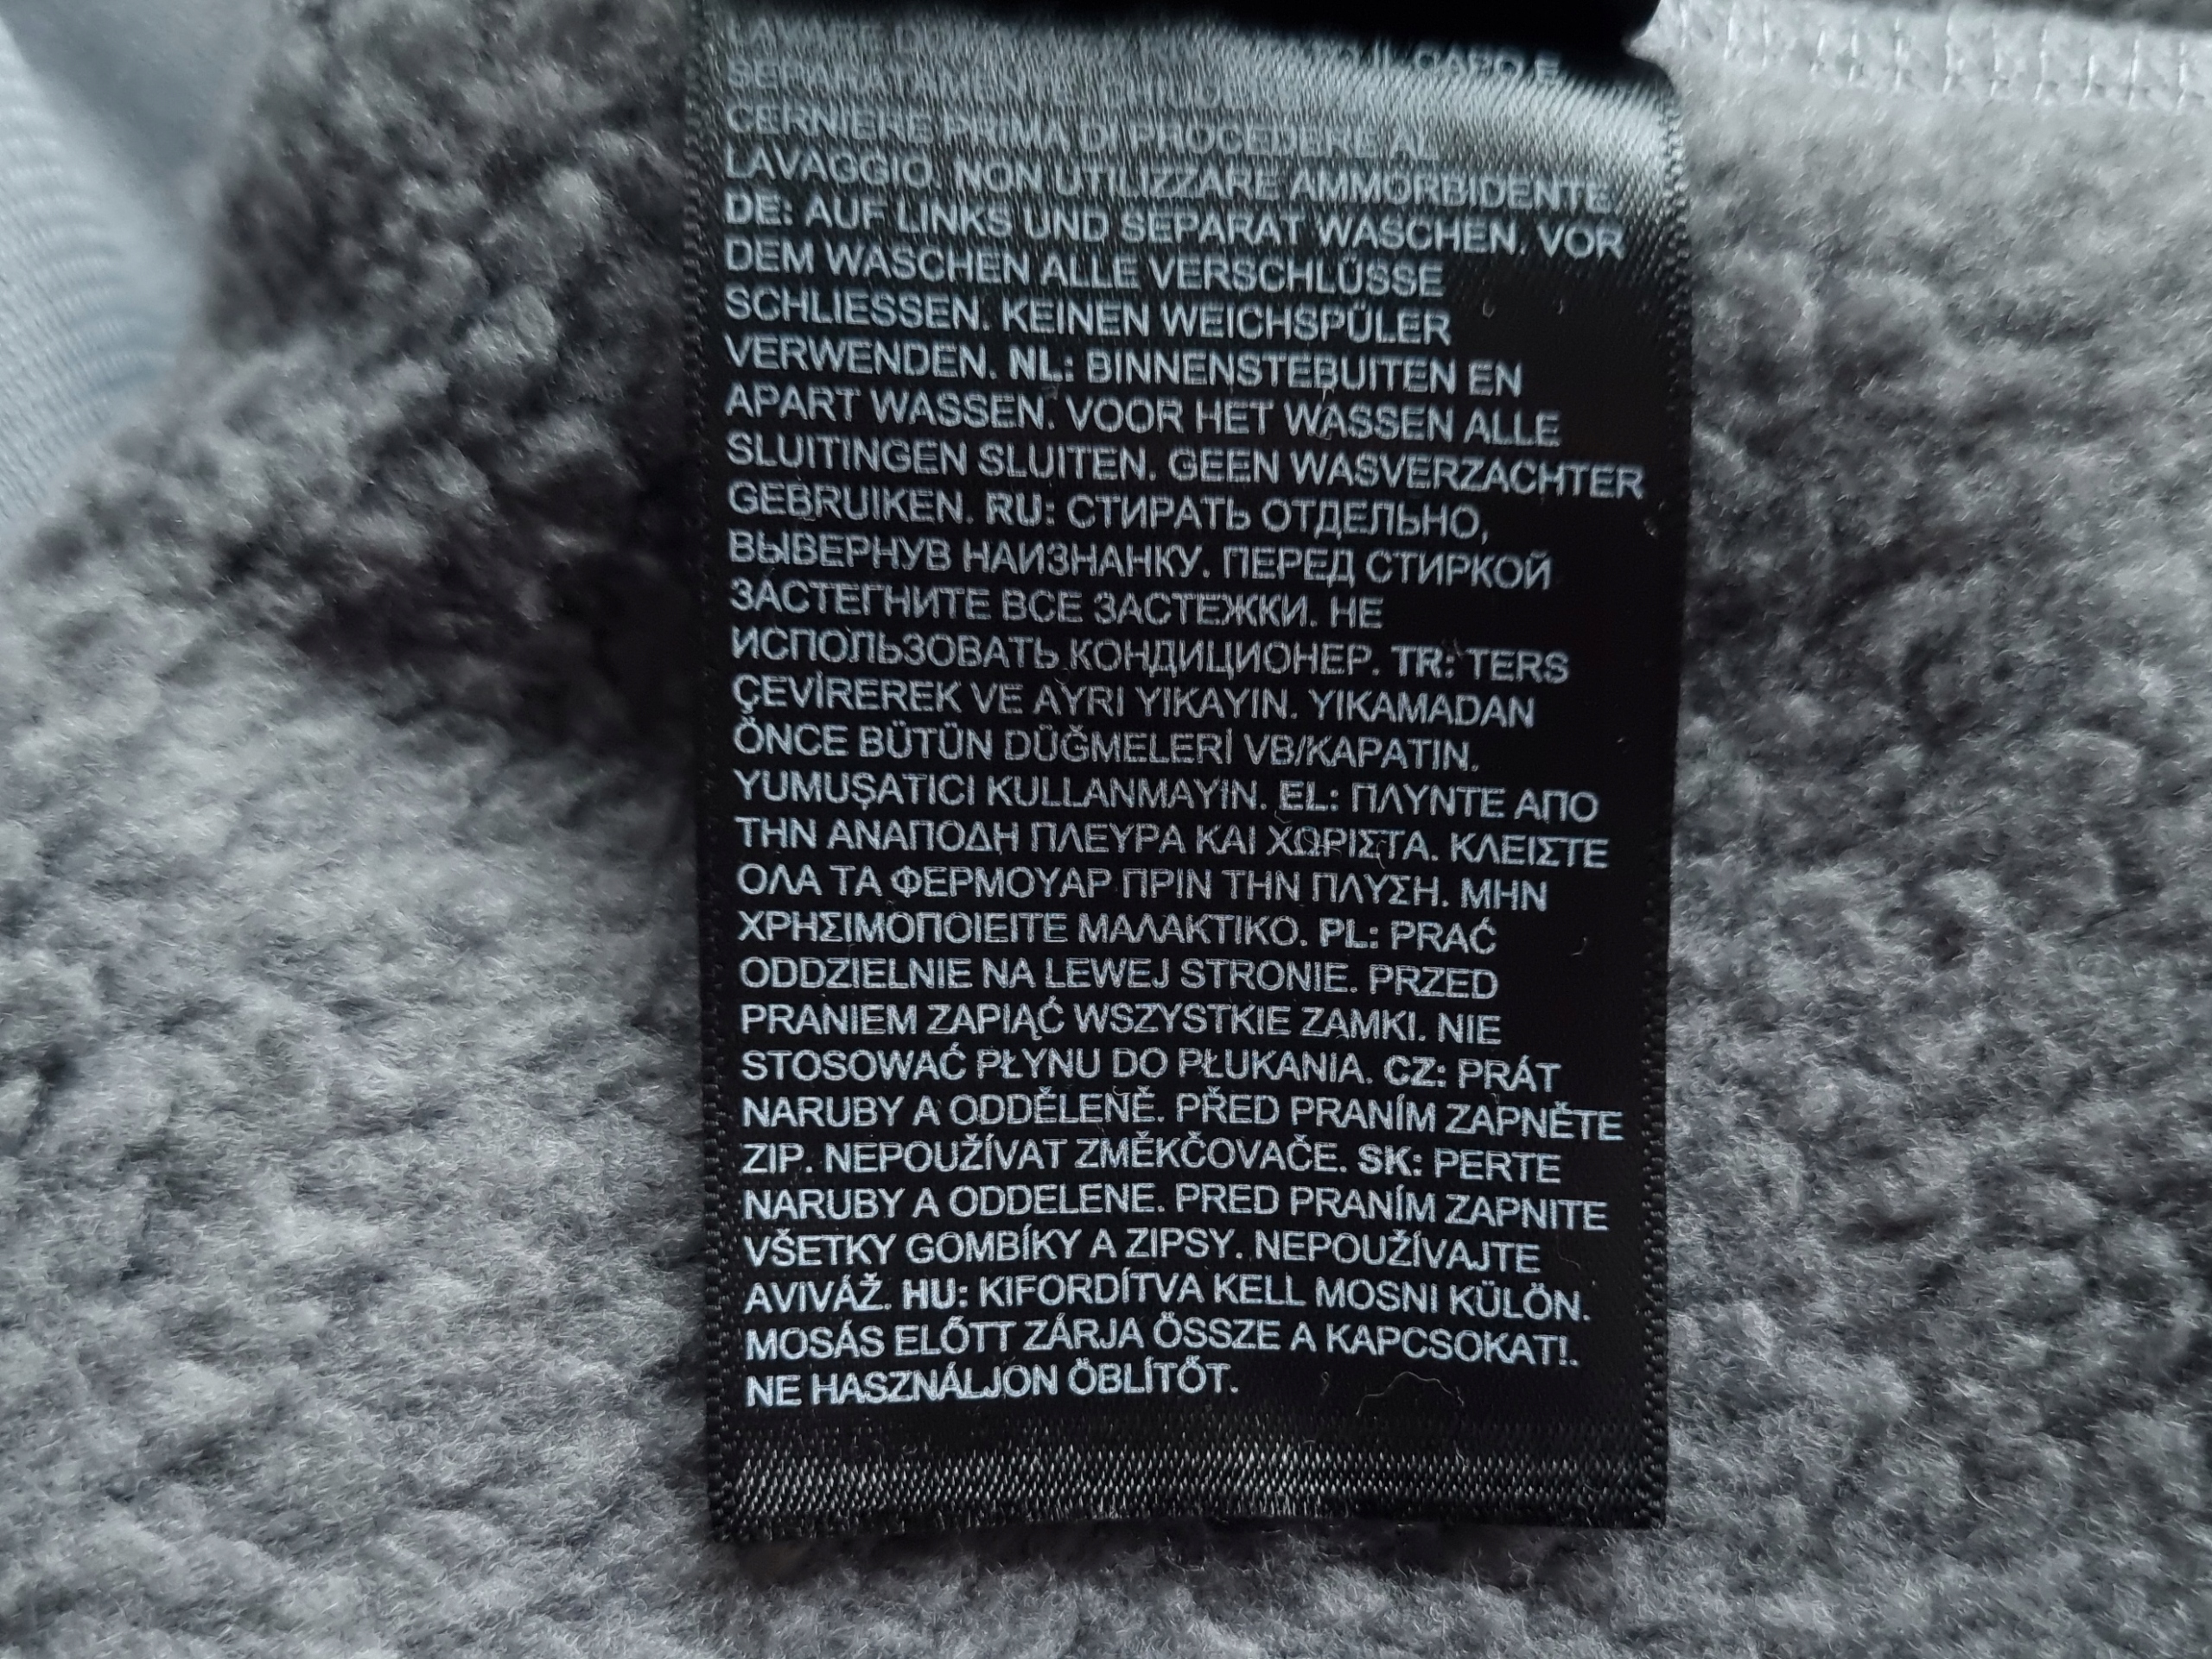 CAPO E
SEPARATAMENTE.
CERNIERE PRIMA DI PROCEDERE AL
LAVAGGIO. NON UTILIZZARE AMMORBIDENTE.
DE: AUF LINKS UND SEPARAT WASCHEN. VOR
DEM WASCHEN ALLE VERSCHLÜSSE
SCHLIESSEN. KEINEN WEICHSPÜLER
VERWENDEN. NL: BINNENSTEBUITEN EN
APART WASSEN. VOOR HET WASSEN ALLE
SLUITINGEN SLUITEN. GEEN WASVERZACHTER
GEBRUIKEN. RU: СТИРАТЬ ОТДЕЛЬНО,
ВЫВЕРНУВ НАИЗНАНКУ. ПЕРЕД СТИРКОЙ
ЗАСТЕГНИТЕ ВСЕ ЗАСТЕЖКИ. НЕ
ИСПОЛЬЗОВАТЬ КОНДИЦИОНЕР. TR: TERS
ÇEVİREREK VE AYRI YIKAYIN. YIKAMADAN
ÖNCE BÜTÜN DÜĞMELERİ VB/KAPATIN.
YUMUŞATICI KULLANMAYIN. EL: ΠΛΥΝΤΕ ΑΠΟ
ΤΗΝ ΑΝΑΠΟΔΗ ΠΛΕΥΡΑ ΚΑΙ ΧΩΡΙΣΤΑ. ΚΛΕΙΣΤΕ
ΟΛΑ ΤΑ ΦΕΡΜΟΥΑΡ ΠΡΙΝ ΤΗΝ ΠΛΥΣΗ. ΜΗΝ
ΧΡΗΣΙΜΟΠΟΙΕΙΤΕ ΜΑΛΑΚΤΙΚΟ. PL: PRAĆ
ODDZIELNIE NA LEWEJ STRONIE. PRZED
PRANIEM ZAPIĄĆ WSZYSTKIE ZAMKI. NIE
STOSOWAĆ PŁYNU DO PŁUKANIA. CZ: PRÁT
NARUBY A ODDĚLENĚ. PŘED PRANÍM ZAPNĚTE
ZIP. NEPOUŽÍVAT ZMĚKČOVAČE. SK: PERTE
NARUBY A ODDELENE. PRED PRANÍM ZAPNITE
VŠETKY GOMBÍKY A ZIPSY. NEPOUŽÍVAJTE
AVIVÁŽ. HU: KIFORDÍTVA KELL MOSNI KÜLÖN.
MOSÁS ELŐTT ZÁRJA ÖSSZE A KAPCSOKAT!.
NE HASZNÁLJON ÖBLÍTŐT.